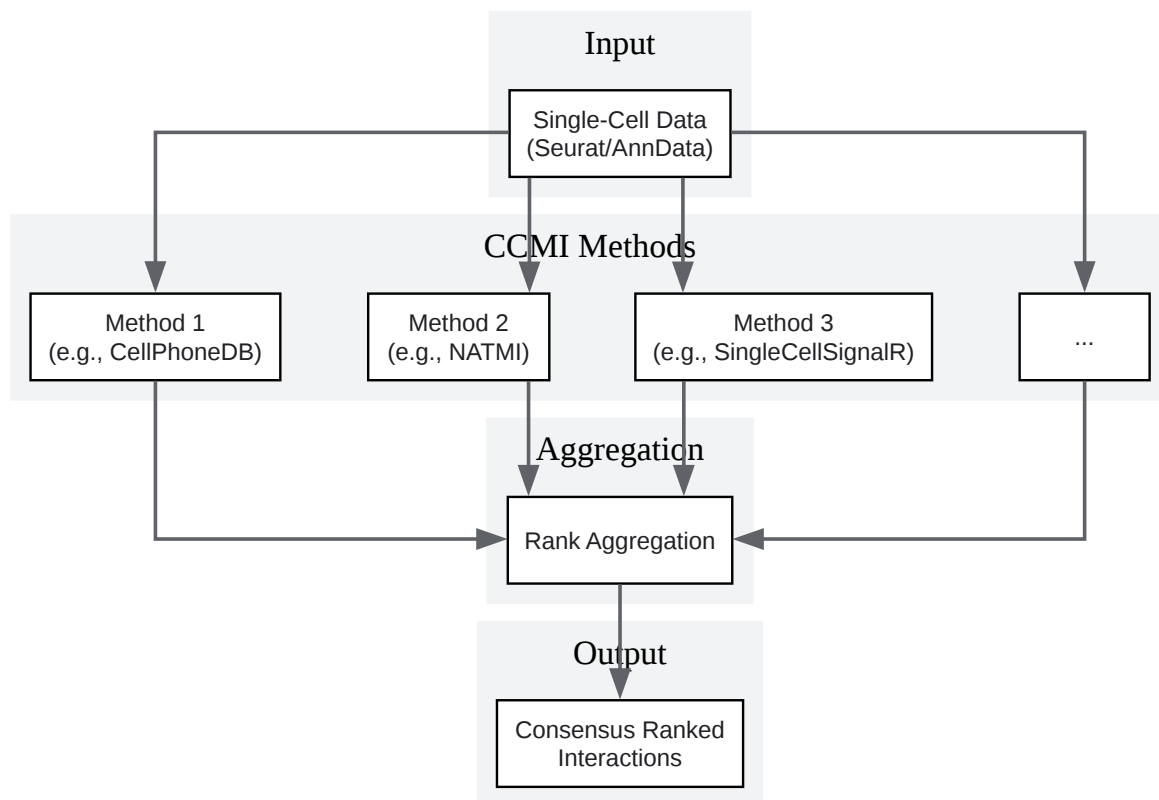 Input
Single-Cell Data
(Seurat/AnnData)
CCMI Methods
Method 1
(e.g., CellPhoneDB)
Method 2
(e.g., NATMI)
Method 3
(e.g., SingleCellSignalR)
...
Aggregation
Rank Aggregation
Output
Consensus Ranked
Interactions